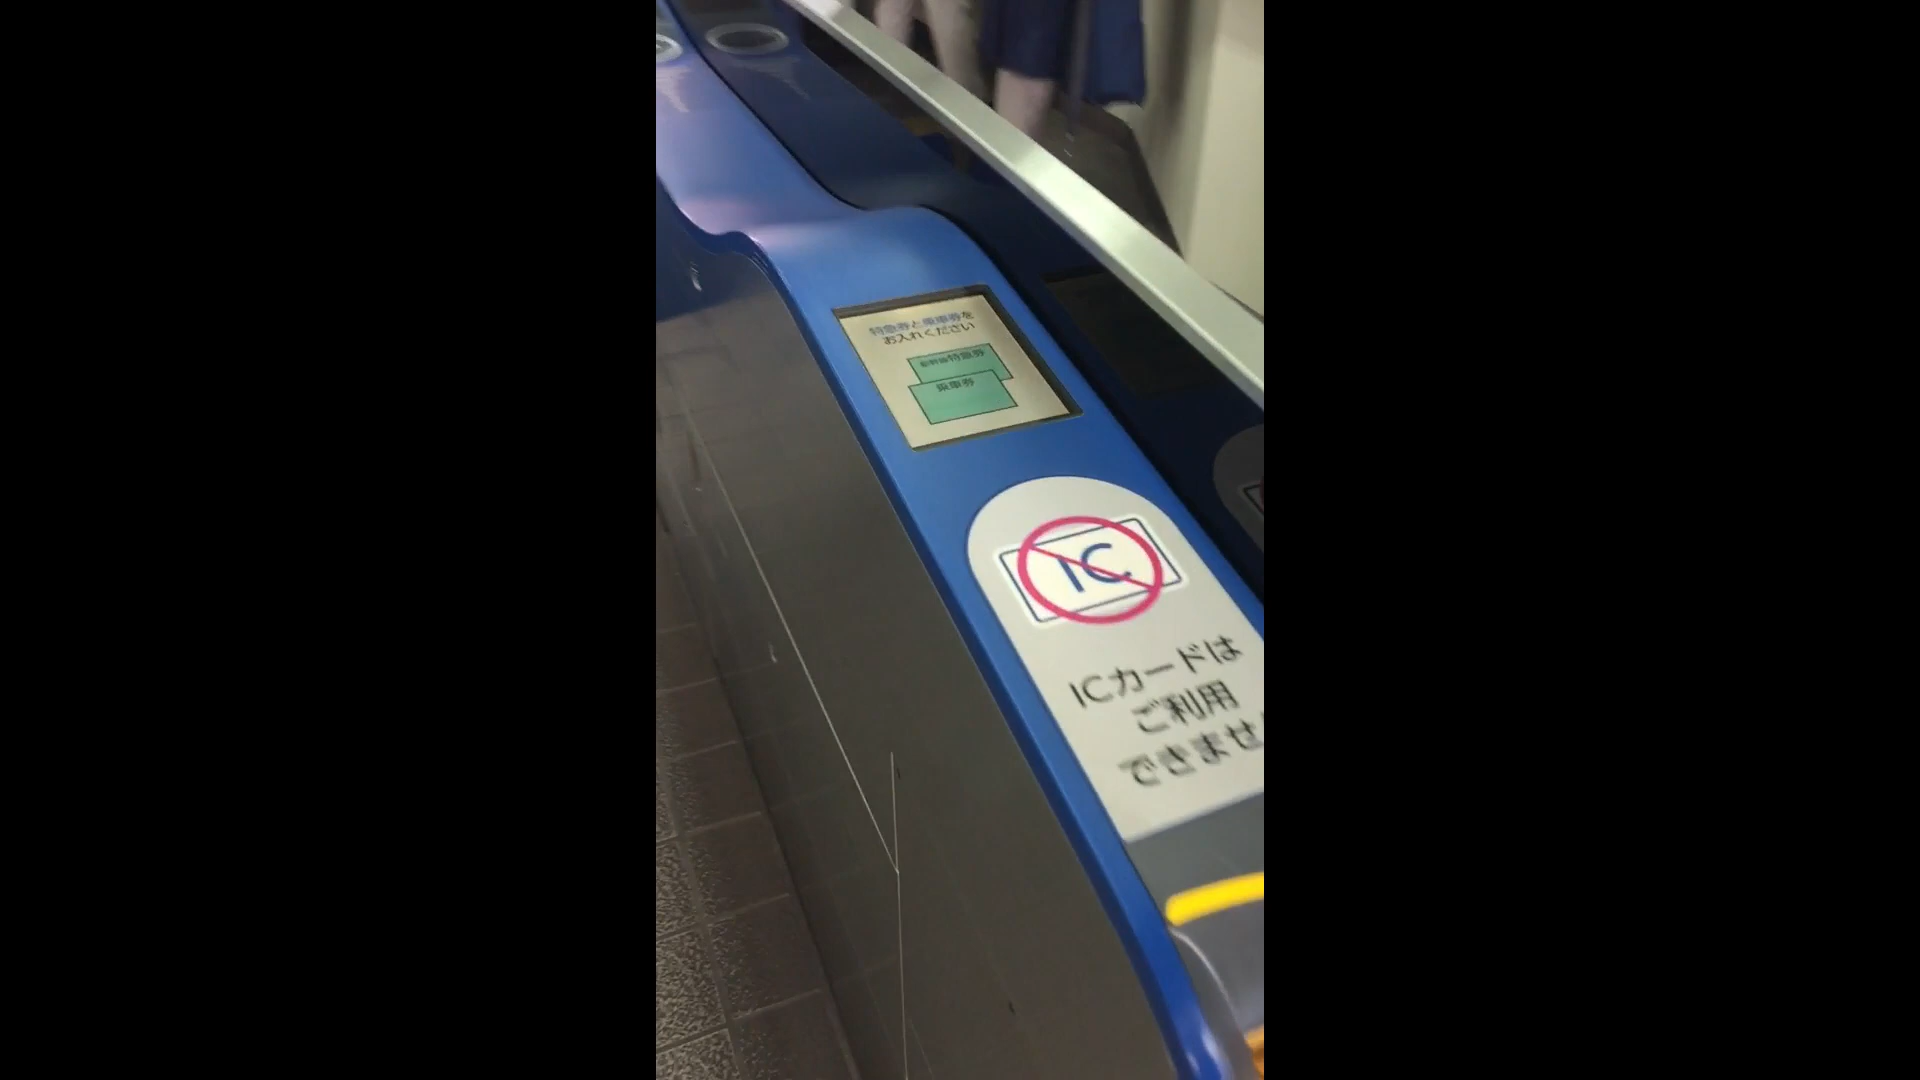 特急券と乗車券を
お入れください
新幹線特急券
乗車券
IC
ICカードは
ご利用
できませ